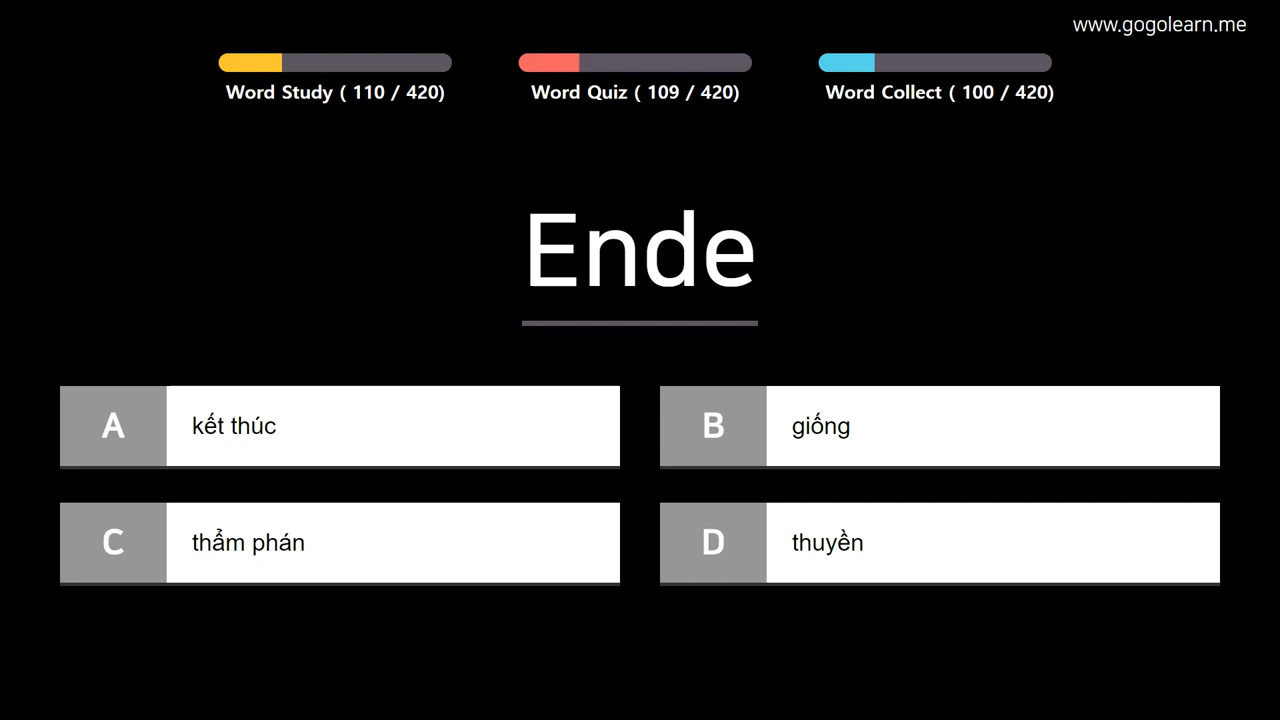 www.gogolearn.me
Word Study ( 110 / 420)
Word Quiz ( 109 / 420)
Word Collect ( 100 / 420)
Ende
A kết thúc
B giống
C thẩm phán
D thuyền